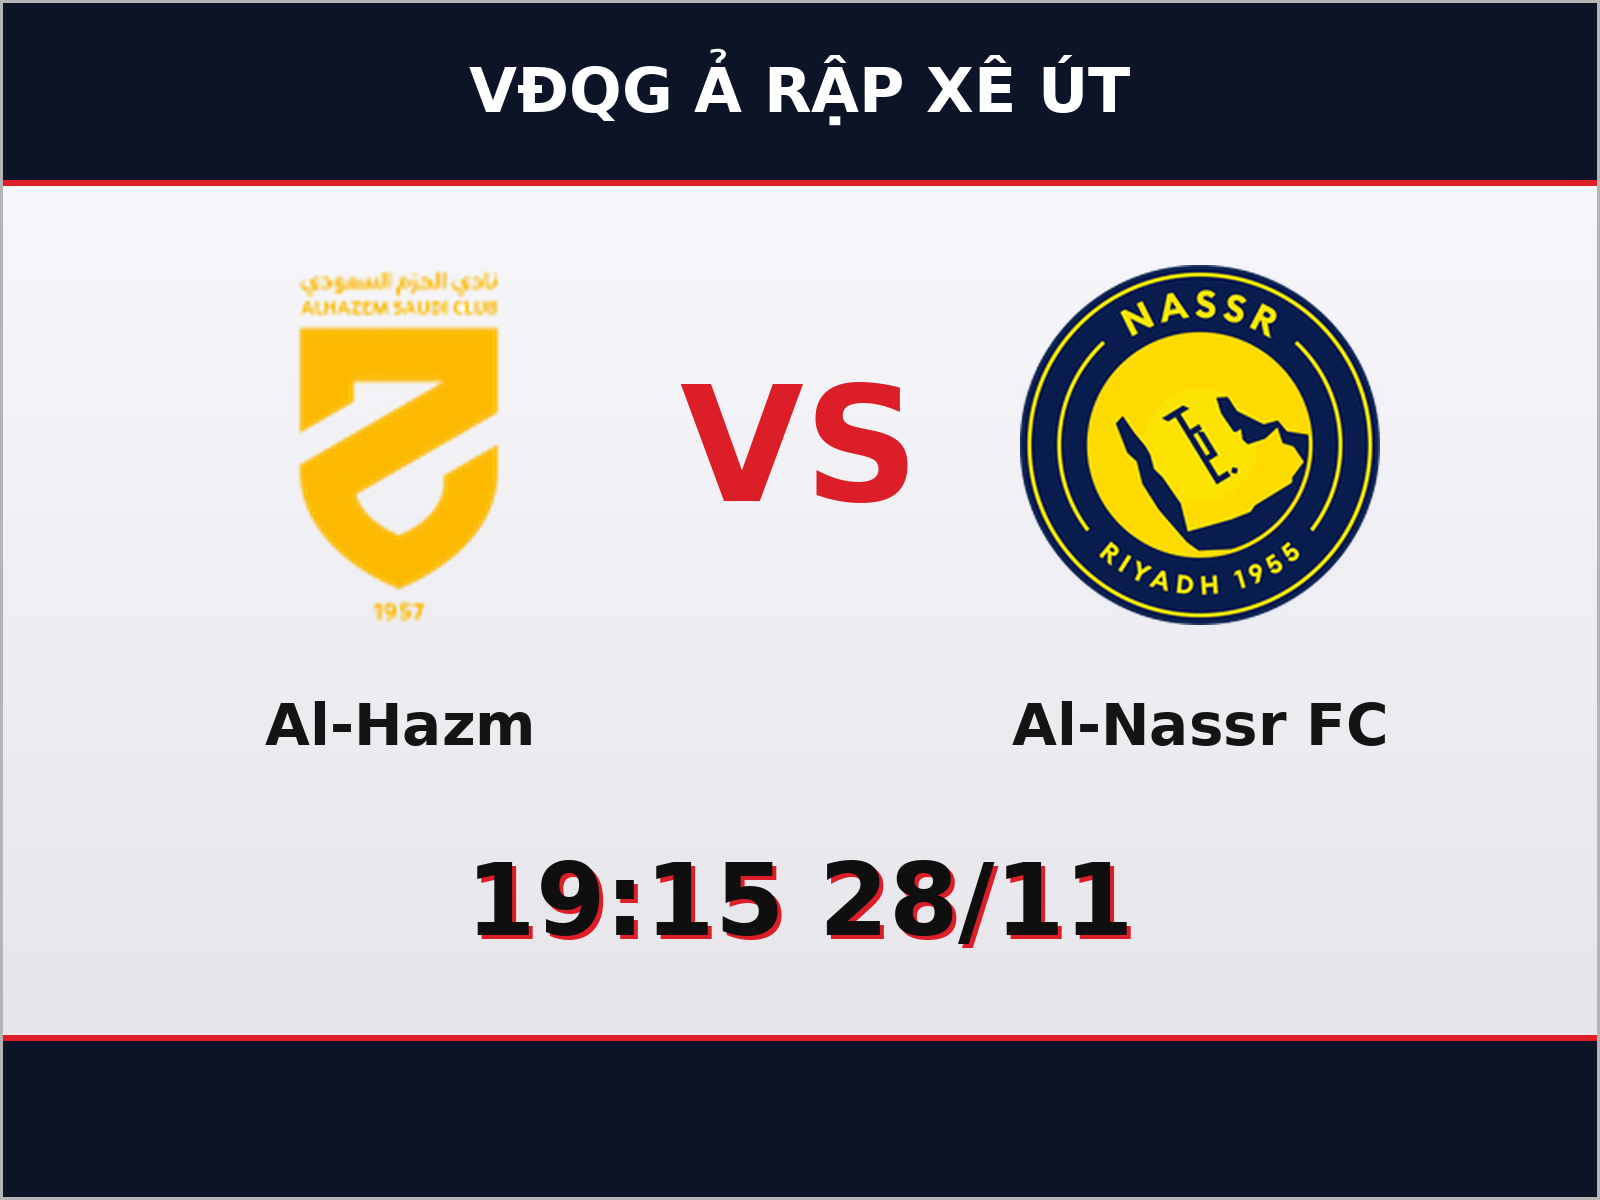 VĐQG Ả RẬP XÊ ÚT
نادي الحزم السعودي
ALHAZEM SAUDI CLUB
1957
VS
NASSR
RIYADH 1955
Al-Hazm
Al-Nassr FC
19:15 28/11